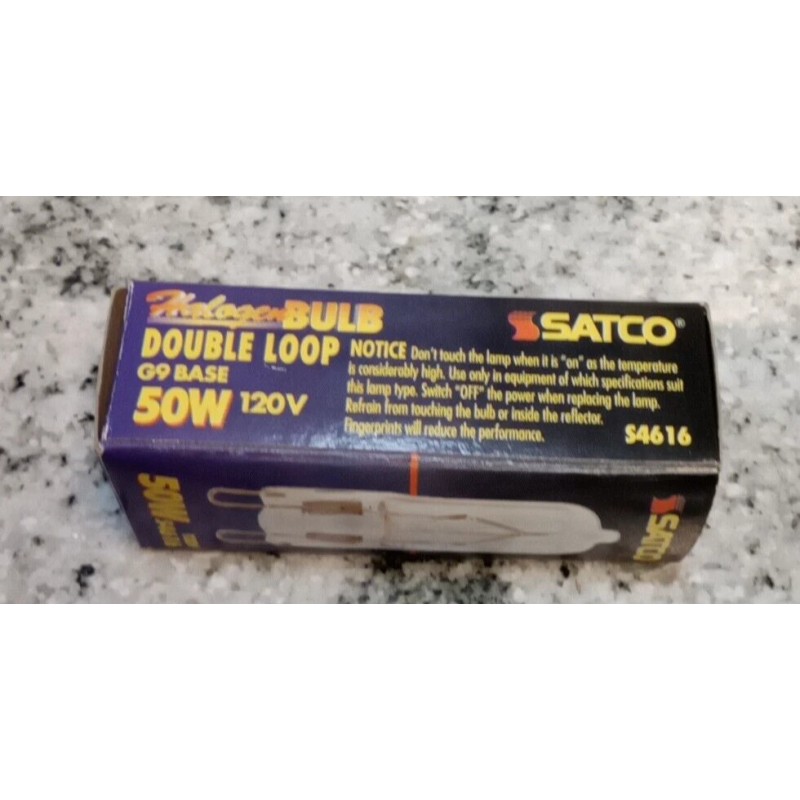 Halogen BULB
DOUBLE LOOP
G9 BASE
50W 120V
SATCO®
NOTICE Don't touch the lamp when it is "on" as the temperature
is considerably high. Use only in equipment of which specifications suit
this lamp type. Switch "OFF" the power when replacing the lamp.
Refrain from touching the bulb or inside the reflector.
Fingerprints will reduce the performance.
S4616
50W
SATCO